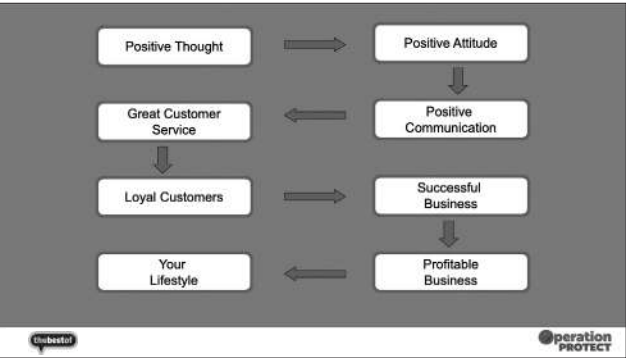 Positive Thought
Positive Attitude
Positive
Communication
Great Customer
Service
Loyal Customers
Successful
Business
Profitable
Business
Your
Lifestyle
thebestof
Operation
PROTECT